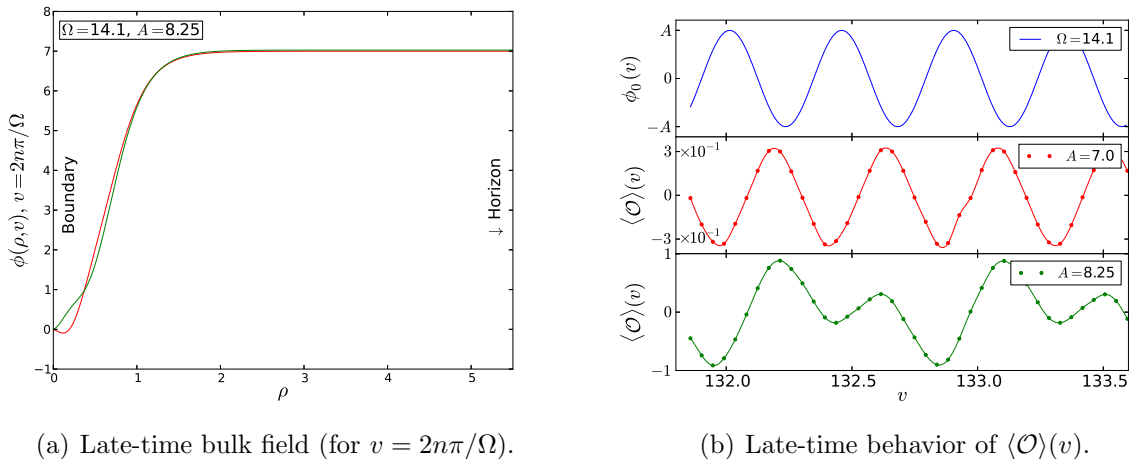 Ω=14.1, A=8.25
ϕ(ρ,v), v=2nπ/Ω
8
7
6
5
4
3
2
1
0
−1
Boundary
↓ Horizon
0 1 2 3 4 5
ρ
(a) Late-time bulk field (for v = 2nπ/Ω).
ϕ₀(v)
A
0
−A
Ω=14.1
⟨O⟩(v)
3 ×10⁻¹
0
−3 ×10⁻¹
A=7.0
⟨O⟩(v)
1
0
−1
A=8.25
132.0 132.5 133.0 133.5
v
(b) Late-time behavior of ⟨O⟩(v).